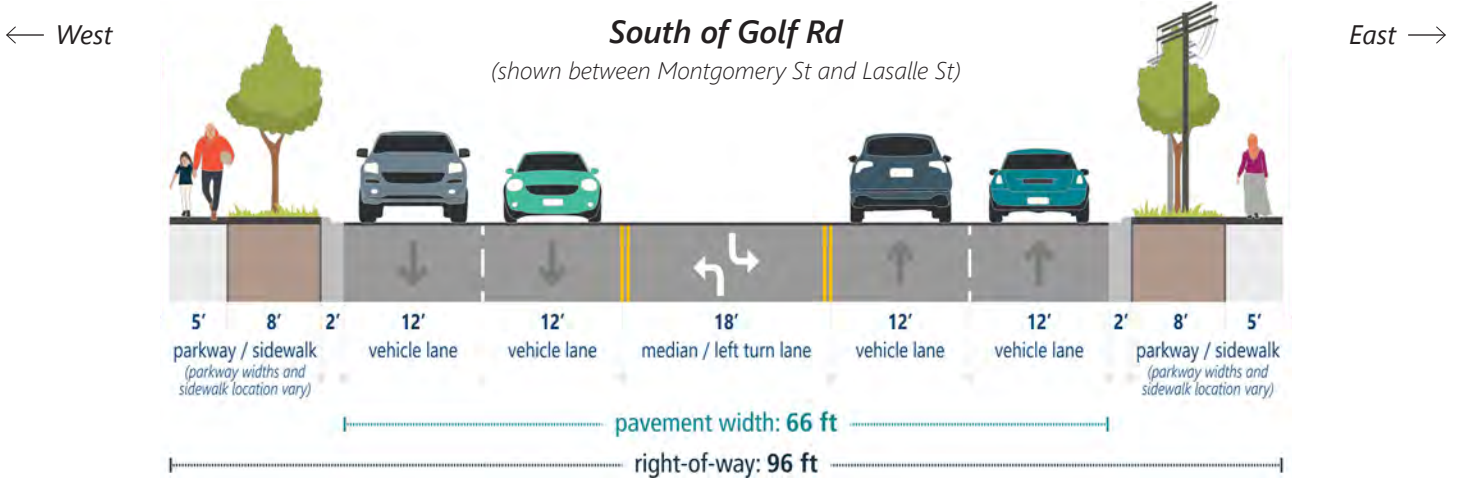 ← West
South of Golf Rd
East →
(shown between Montgomery St and Lasalle St)
5′ 8′ 2′ 12′ 12′ 18′ 12′ 12′ 2′ 8′ 5′
parkway / sidewalk vehicle lane vehicle lane median / left turn lane vehicle lane vehicle lane parkway / sidewalk
(parkway widths and (parkway widths and
sidewalk location vary) sidewalk location vary)
pavement width: 66 ft
right-of-way: 96 ft